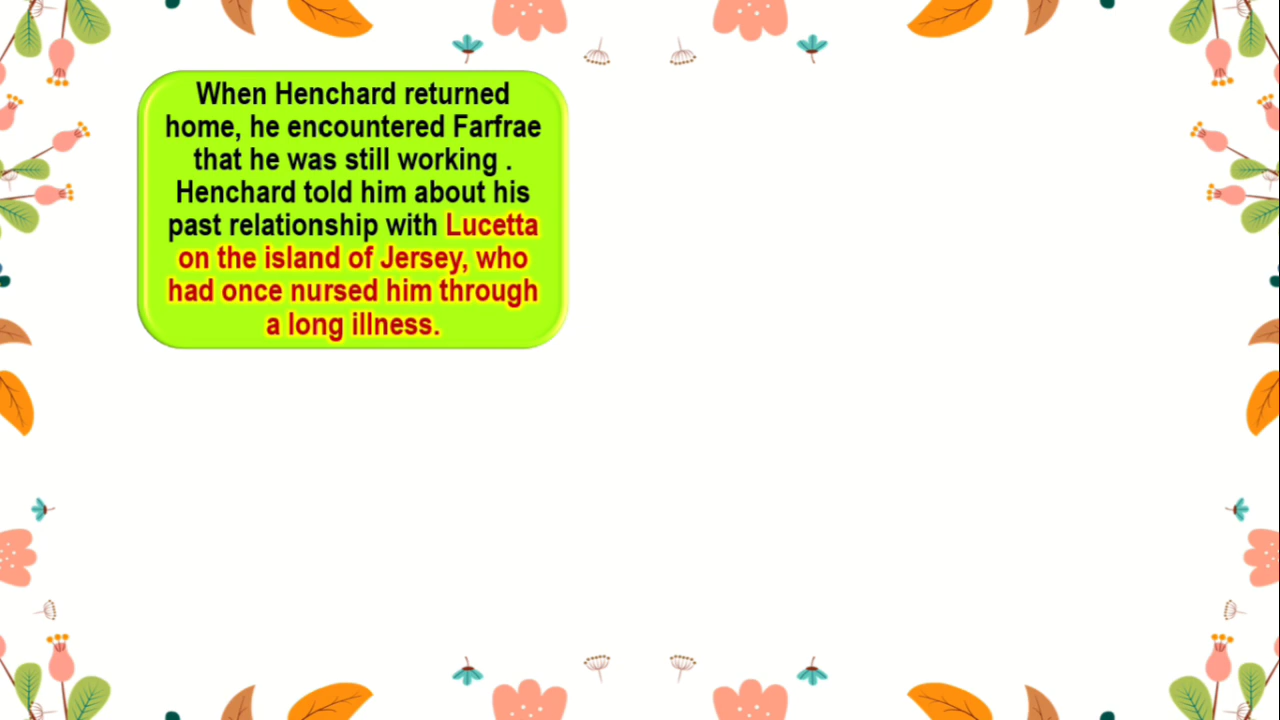 When Henchard returned
home, he encountered Farfrae
that he was still working .
Henchard told him about his
past relationship with Lucetta
on the island of Jersey, who
had once nursed him through
a long illness.